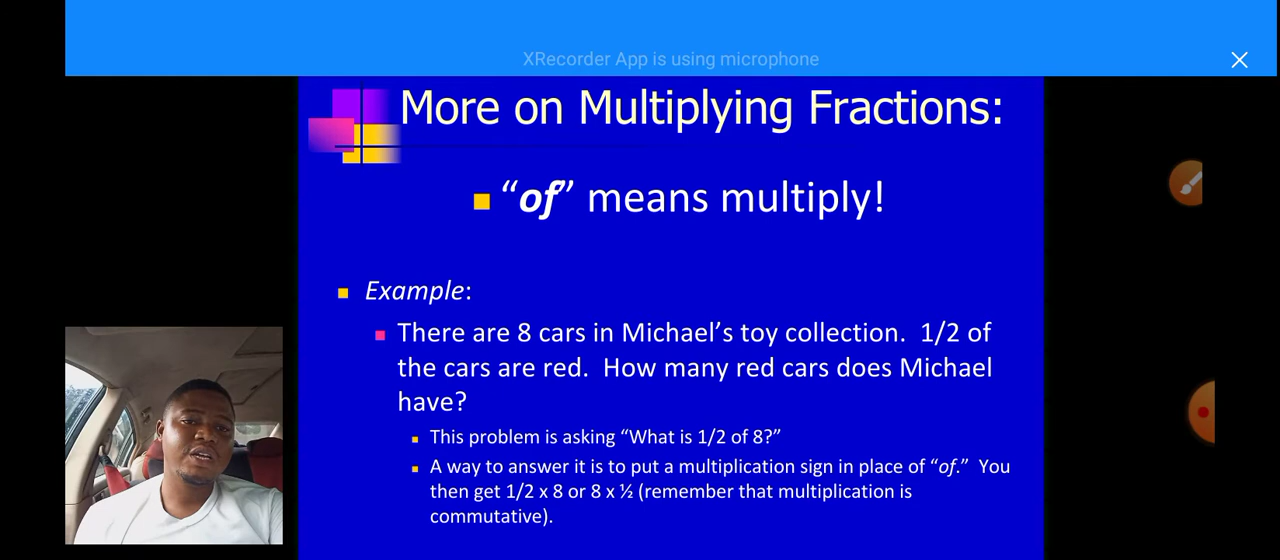 XRecorder App is using microphone
More on Multiplying Fractions:
“of” means multiply!
Example:
There are 8 cars in Michael’s toy collection. 1/2 of
the cars are red. How many red cars does Michael
have?
This problem is asking “What is 1/2 of 8?”
A way to answer it is to put a multiplication sign in place of “of.” You
then get 1/2 x 8 or 8 x ½ (remember that multiplication is
commutative).